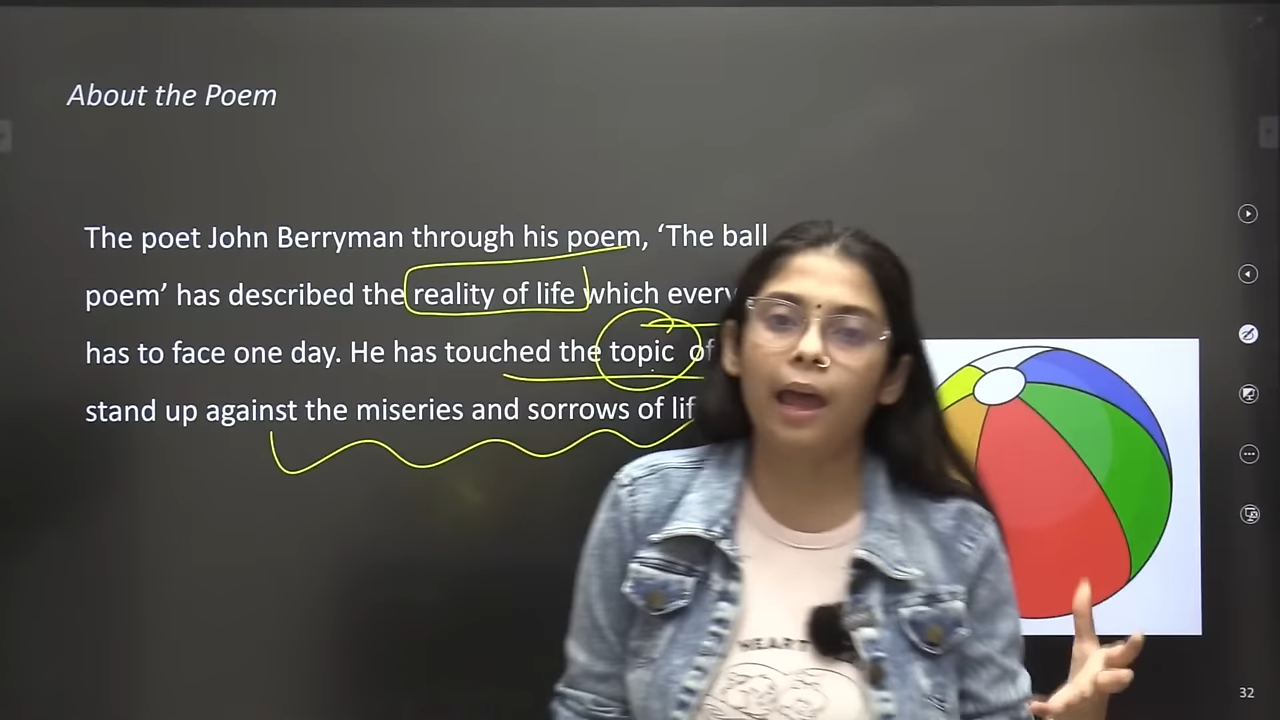 About the Poem
The poet John Berryman through his poem, ‘The ball
poem’ has described the reality of life which every
has to face one day. He has touched the topic of
stand up against the miseries and sorrows of
HEART
32